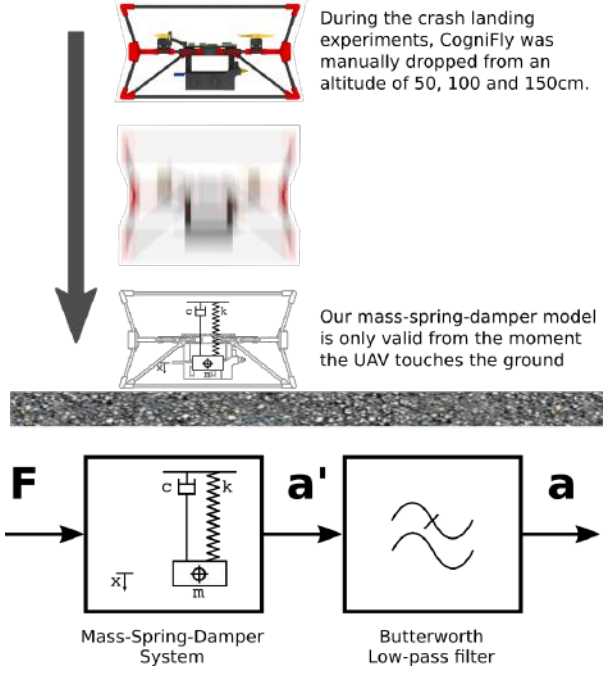 During the crash landing
experiments, CogniFly was
manually dropped from an
altitude of 50, 100 and 150cm.
c k
x
m
Our mass-spring-damper model
is only valid from the moment
the UAV touches the ground
F a' a
c k
x
m
Mass-Spring-Damper
System
Butterworth
Low-pass filter